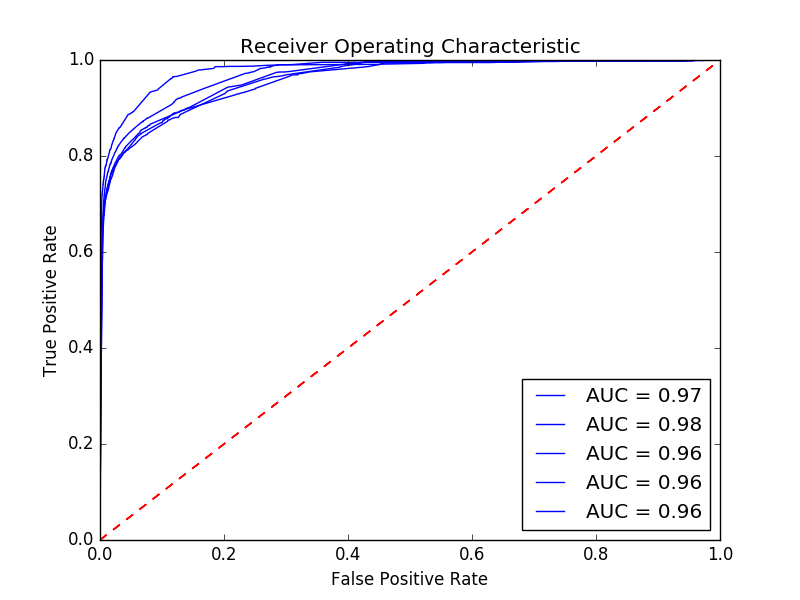 Receiver Operating Characteristic
1.0
0.8
0.6
0.4
0.2
0.0
True Positive Rate
AUC = 0.97
AUC = 0.98
AUC = 0.96
AUC = 0.96
AUC = 0.96
0.0 0.2 0.4 0.6 0.8 1.0
False Positive Rate